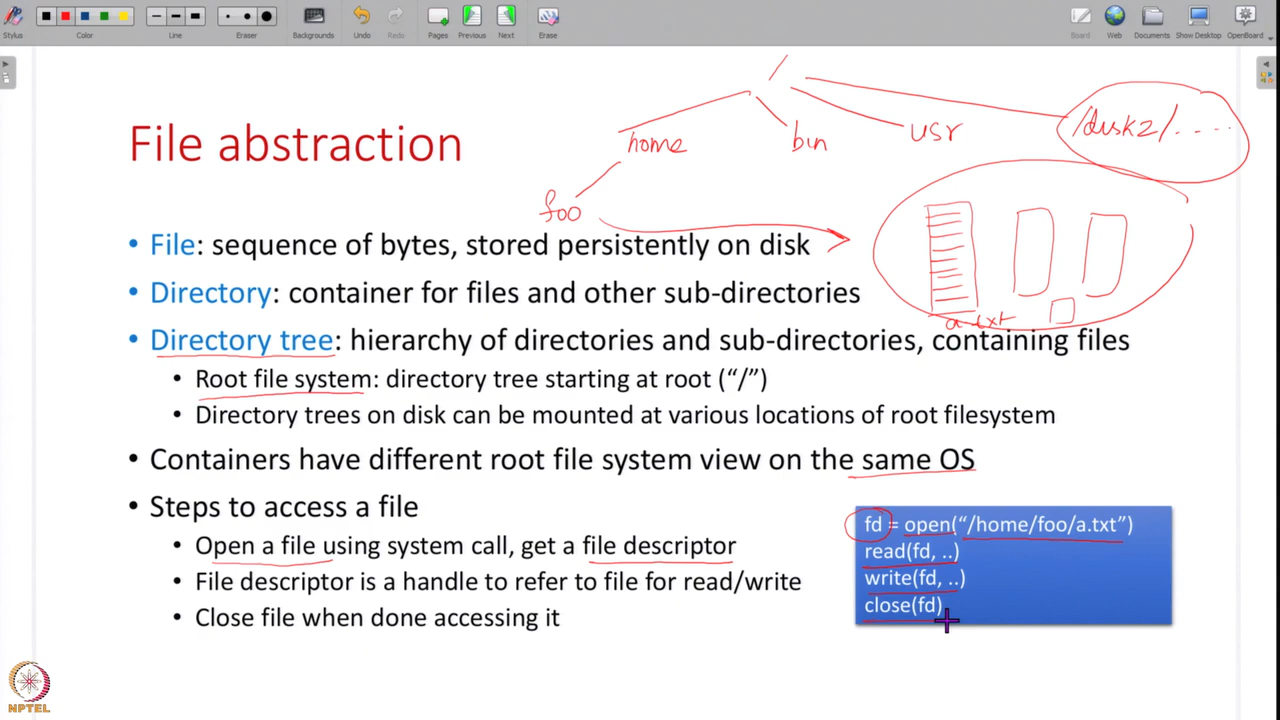 Stylus
Color
Line
Eraser
Backgrounds
Undo
Redo
Pages
Previous
Next
Erase
Board
Web
Documents
Show Desktop
OpenBoard
/
home
bin
usr
/disk2/....
foo
a.txt
File abstraction
• File: sequence of bytes, stored persistently on disk
• Directory: container for files and other sub-directories
• Directory tree: hierarchy of directories and sub-directories, containing files
• Root file system: directory tree starting at root (“/”)
• Directory trees on disk can be mounted at various locations of root filesystem
• Containers have different root file system view on the same OS
• Steps to access a file
• Open a file using system call, get a file descriptor
• File descriptor is a handle to refer to file for read/write
• Close file when done accessing it
fd = open(“/home/foo/a.txt”)
read(fd, ..)
write(fd, ..)
close(fd)
NPTEL